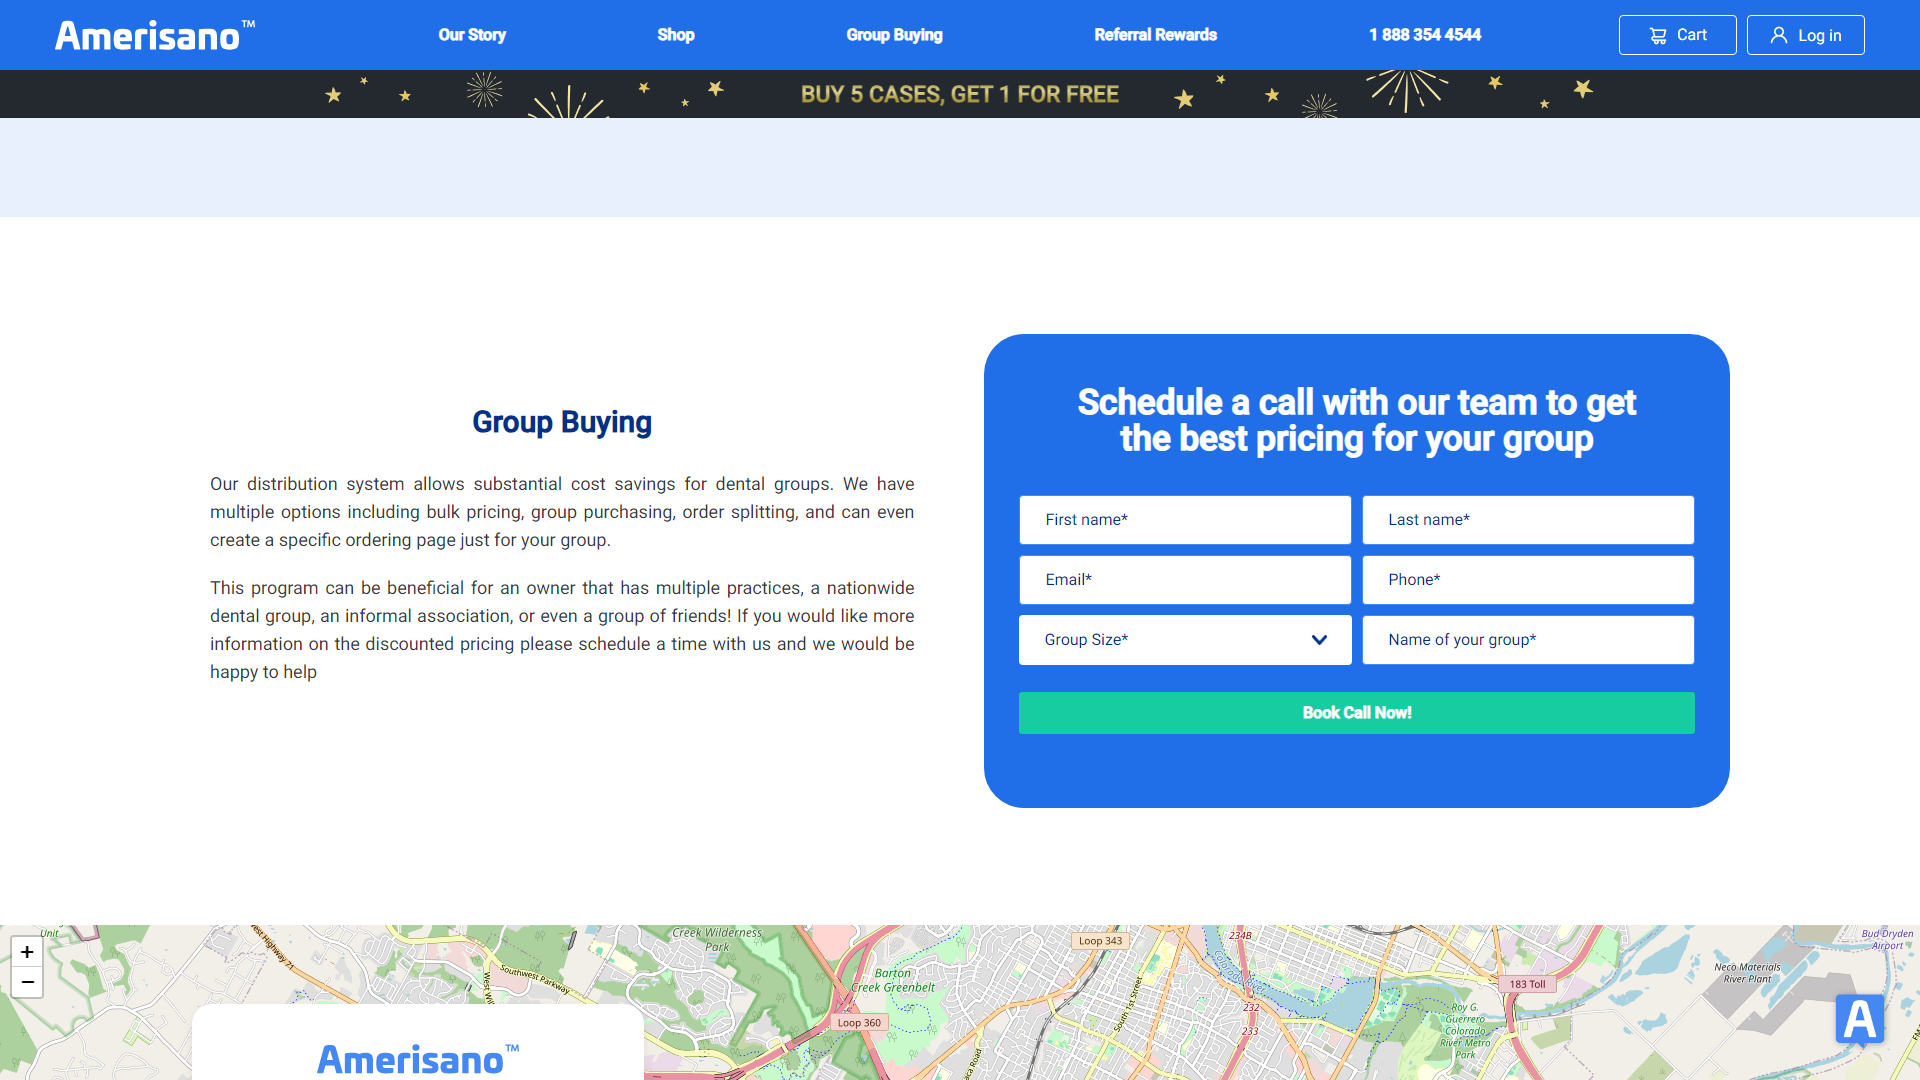 Amerisano™
Our Story
Shop
Group Buying
Referral Rewards
1 888 354 4544
Cart
Log in
BUY 5 CASES, GET 1 FOR FREE
Group Buying
Our distribution system allows substantial cost savings for dental groups. We have
multiple options including bulk pricing, group purchasing, order splitting, and can even
create a specific ordering page just for your group.
This program can be beneficial for an owner that has multiple practices, a nationwide
dental group, an informal association, or even a group of friends! If you would like more
information on the discounted pricing please schedule a time with us and we would be
happy to help
Schedule a call with our team to get
the best pricing for your group
First name*
Last name*
Email*
Phone*
Group Size*
Name of your group*
Book Call Now!
+
−
Unit
West Highway 71
Southwest Parkway
Creek Wilderness
Park
Barton
Creek Greenbelt
Loop 360
Loop 343
South 1st Street
234B
232
233
Roy G.
Guerrero
Colorado
River Metro
Park
183 Toll
Neco Materials
River Plant
Bud Dryden
Airport
A
Amerisano™